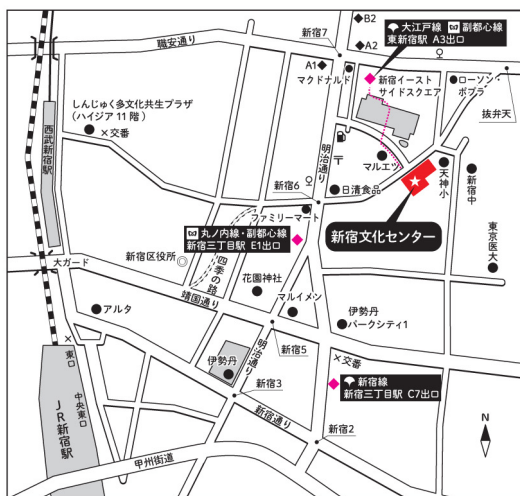 B2
大江戸線 副都心線
東新宿駅 A3出口
新宿7
職安通り
A2
A1
マクドナルド
新宿イースト
サイドスクエア
ローソン・
ポプラ
抜弁天
しんじゅく多文化共生プラザ
(ハイジア 11 階)
×交番
西武新宿駅
明治通り
〒
マルエツ
天神小
新宿中
日清食品
新宿6
ファミリーマート
新宿文化センター
丸ノ内線・副都心線
新宿三丁目駅 E1出口
東京医大
新宿区役所
四季の路
大ガード
花園神社
靖国通り
マルイメン
アルタ
伊勢丹
パークシティ1
×
東口
明治通り
新宿5
×交番
伊勢丹
新宿線
新宿三丁目駅 C7出口
中央東口
新宿3
新宿通り
JR新宿駅
新宿2
N
甲州街道